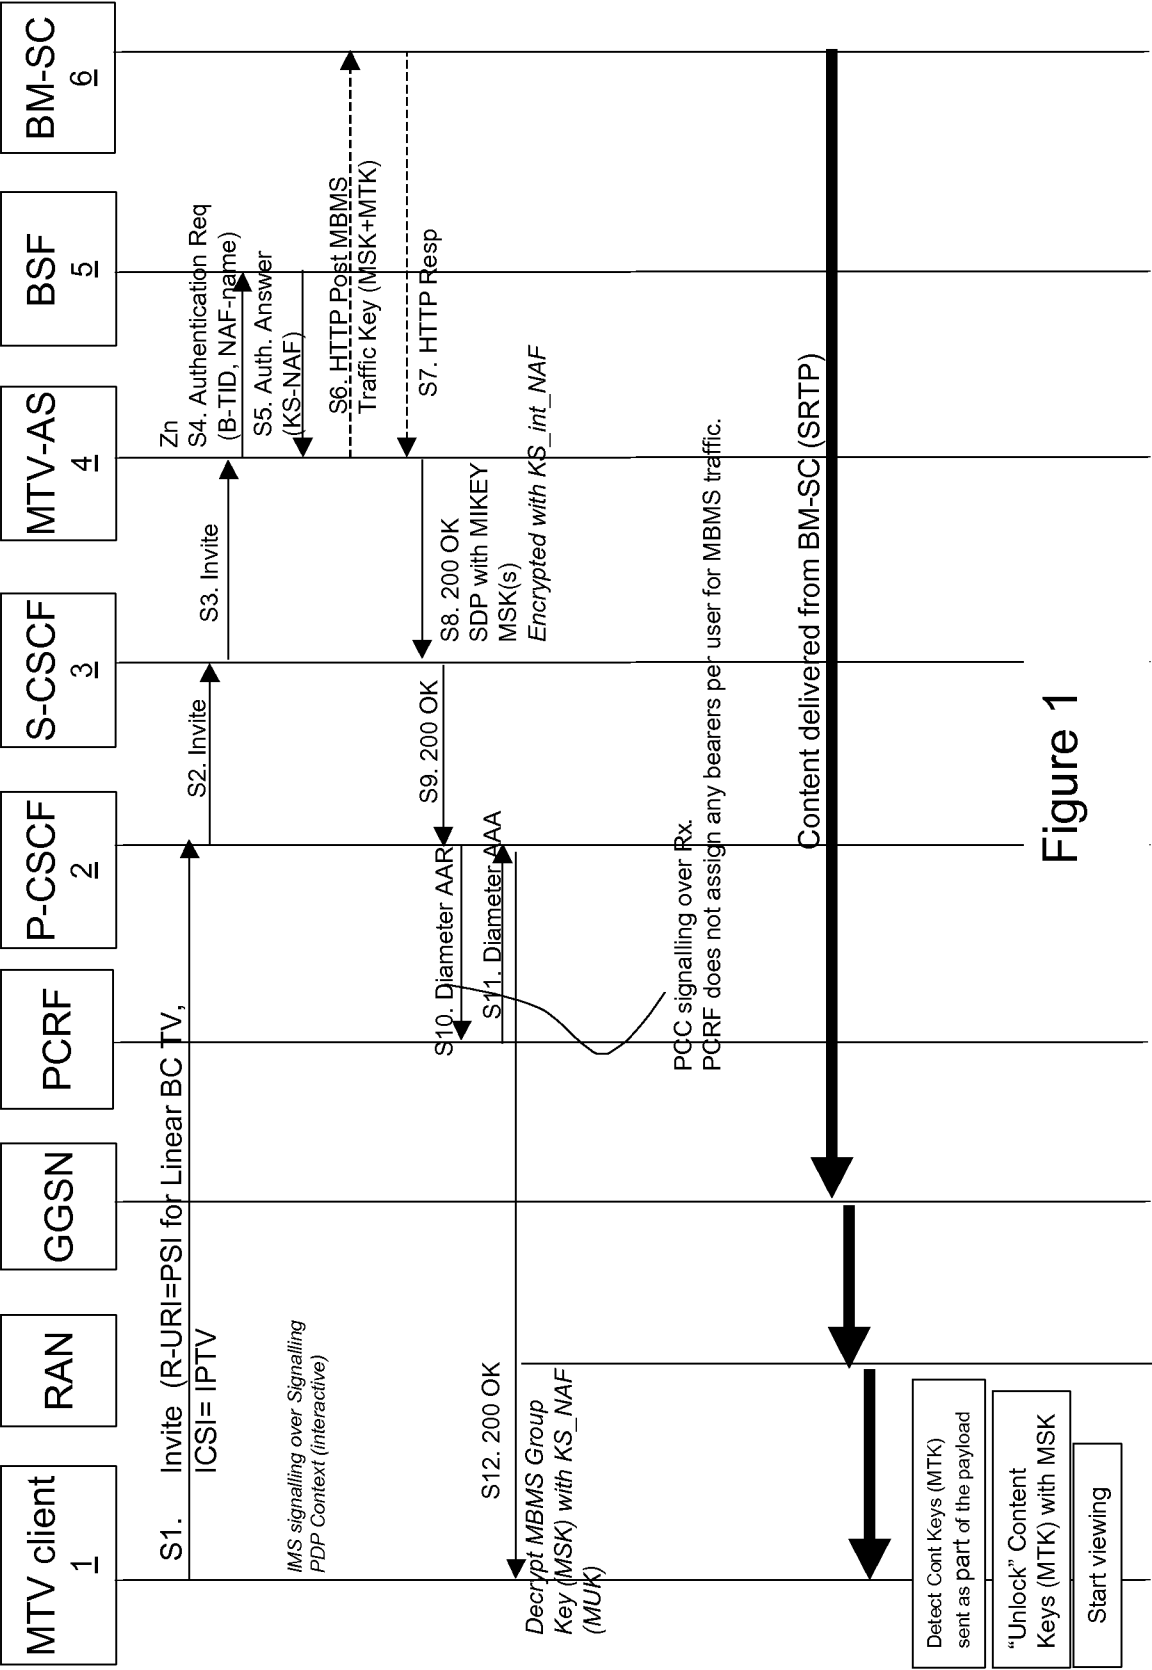 MTV client
1
RAN
GGSN
PCRF
P-CSCF
2
S-CSCF
3
MTV-AS
4
BSF
5
BM-SC
6
S1. Invite (R-URI=PSI for Linear BC TV,
ICSI= IPTV
S2. Invite
S3. Invite
Zn
S4. Authentication Req
(B-TID, NAF-name)
S5. Auth. Answer
(KS-NAF)
IMS signalling over Signalling
PDP Context (interactive)
S6. HTTP Post MBMS
Traffic Key (MSK+MTK)
S7. HTTP Resp
S8. 200 OK
SDP with MIKEY
MSK(s)
Encrypted with KS_int_NAF
S9. 200 OK
S10. Diameter AAR
S11. Diameter AAA
S12. 200 OK
Decrypt MBMS Group
Key (MSK) with KS_NAF
(MUK)
PCC signalling over Rx.
PCRF does not assign any bearers per user for MBMS traffic.
Content delivered from BM-SC (SRTP)
Detect Cont Keys (MTK)
sent as part of the payload
“Unlock” Content
Keys (MTK) with MSK
Start viewing
Figure 1